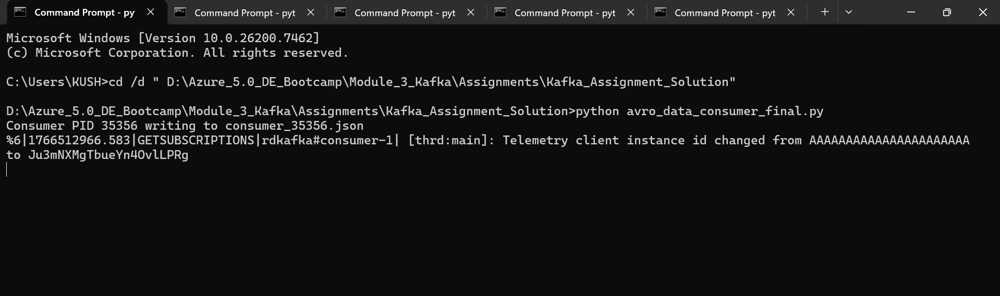 Command Prompt - py
Command Prompt - pyt
Command Prompt - pyt
Command Prompt - pyt
Command Prompt - pyt
Microsoft Windows [Version 10.0.26200.7462]
(c) Microsoft Corporation. All rights reserved.
C:\Users\KUSH>cd /d " D:\Azure_5.0_DE_Bootcamp\Module_3_Kafka\Assignments\Kafka_Assignment_Solution"
D:\Azure_5.0_DE_Bootcamp\Module_3_Kafka\Assignments\Kafka_Assignment_Solution>python avro_data_consumer_final.py
Consumer PID 35356 writing to consumer_35356.json
%6|1766512966.583|GETSUBSCRIPTIONS|rdkafka#consumer-1| [thrd:main]: Telemetry client instance id changed from AAAAAAAAAAAAAAAAAAAAAA
to Ju3mNXMgTbueYn4OvlLPRg